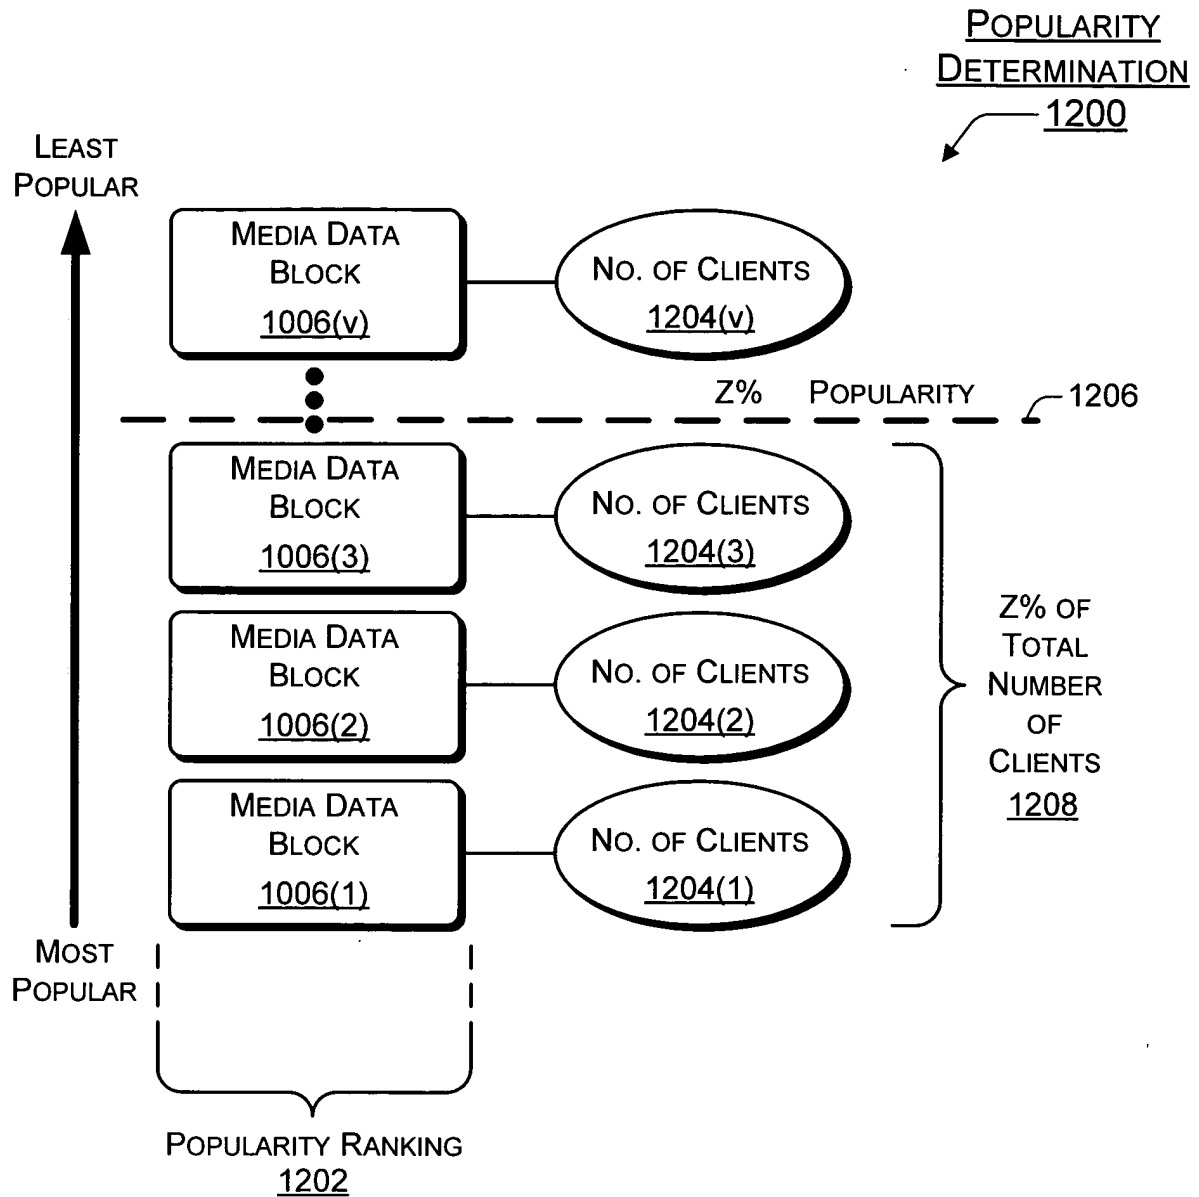 POPULARITY
DETERMINATION
1200
LEAST
POPULAR
MEDIA DATA
BLOCK
1006(v)
NO. OF CLIENTS
1204(v)
Z% POPULARITY
1206
MEDIA DATA
BLOCK
1006(3)
NO. OF CLIENTS
1204(3)
MEDIA DATA
BLOCK
1006(2)
NO. OF CLIENTS
1204(2)
MEDIA DATA
BLOCK
1006(1)
NO. OF CLIENTS
1204(1)
Z% OF
TOTAL
NUMBER
OF
CLIENTS
1208
MOST
POPULAR
POPULARITY RANKING
1202